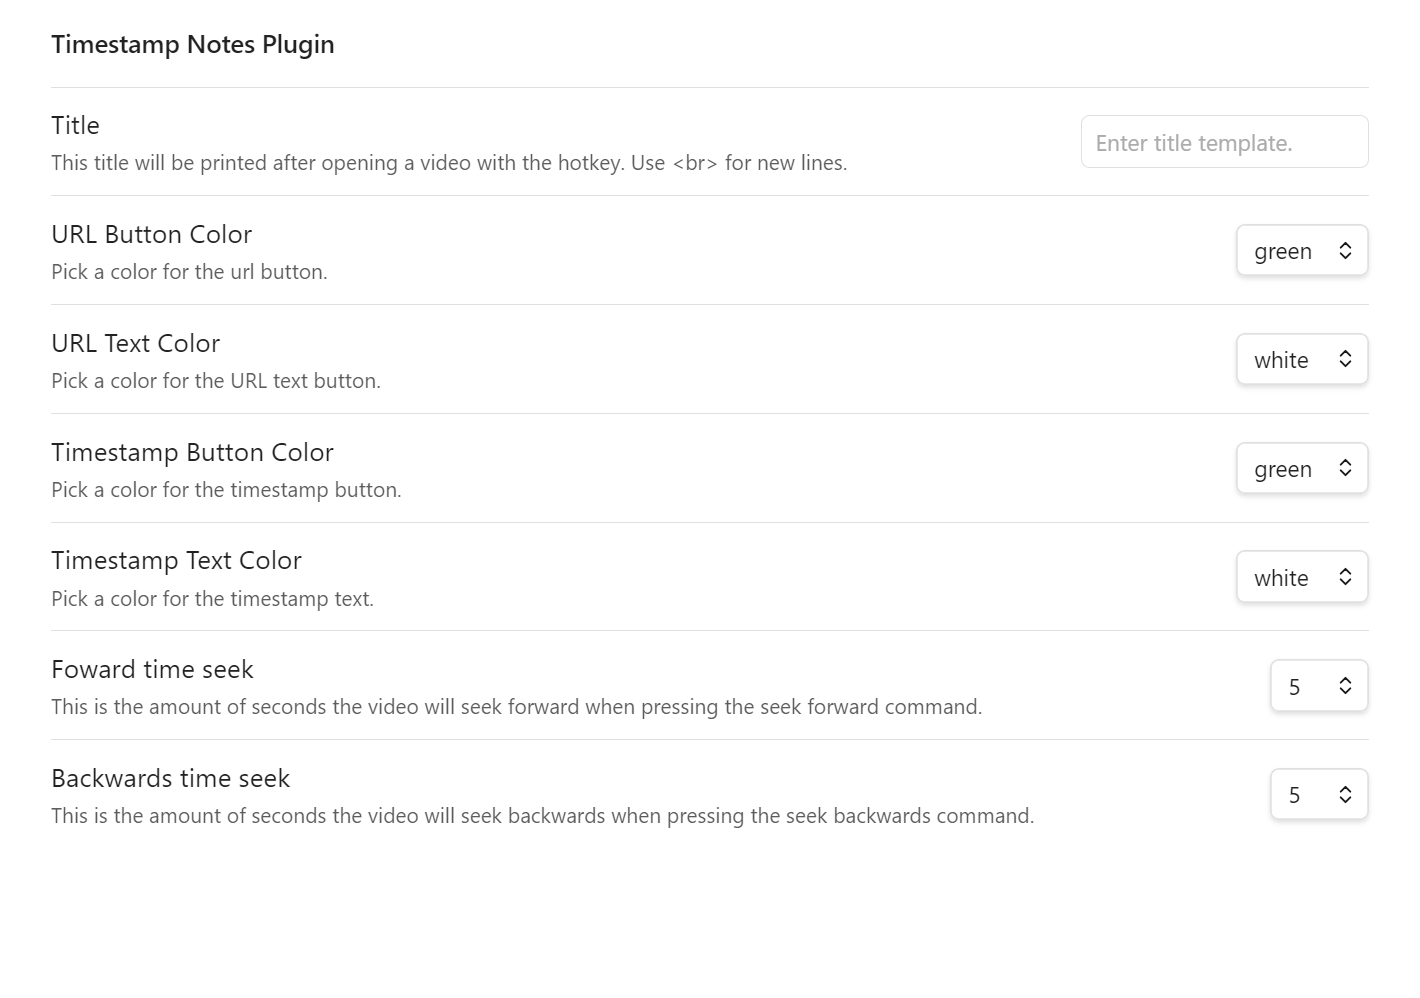 Timestamp Notes Plugin
Title
Enter title template.
This title will be printed after opening a video with the hotkey. Use <br> for new lines.
URL Button Color
green
Pick a color for the url button.
URL Text Color
white
Pick a color for the URL text button.
Timestamp Button Color
green
Pick a color for the timestamp button.
Timestamp Text Color
white
Pick a color for the timestamp text.
Foward time seek
5
This is the amount of seconds the video will seek forward when pressing the seek forward command.
Backwards time seek
5
This is the amount of seconds the video will seek backwards when pressing the seek backwards command.